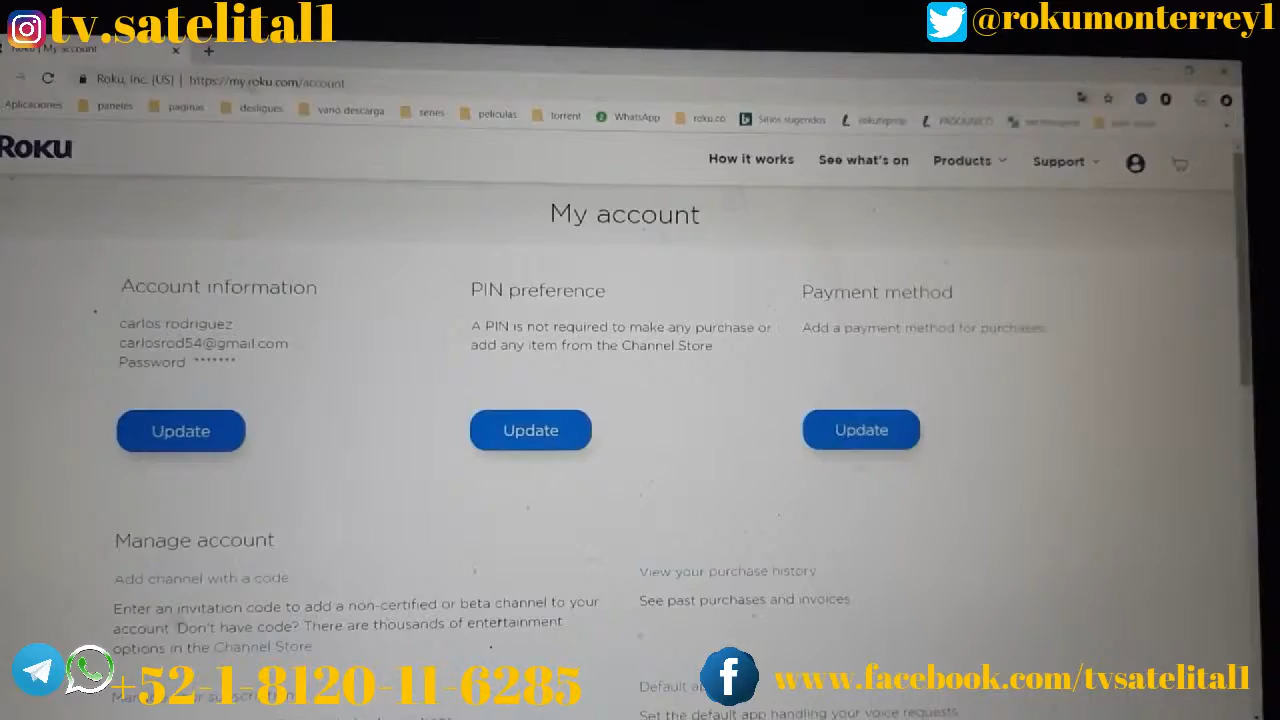 tv.satelital1
@rokumonterrey1
Roku | My account
Roku, Inc. [US] | https://my.roku.com/account
Aplicaciones paneles paginas desligues vario descarga series peliculas torrent WhatsApp roku.co Sitios sugeridos
Roku
How it works See what's on Products Support
My account
Account information
carlos rodriguez
carlosrod54@gmail.com
Password *******
Update
PIN preference
A PIN is not required to make any purchase or
add any item from the Channel Store
Update
Payment method
Add a payment method for purchases
Update
Manage account
Add channel with a code
Enter an invitation code to add a non-certified or beta channel to your
account. Don't have code? There are thousands of entertainment
options in the Channel Store
View your purchase history
See past purchases and invoices
Default
Set the default app handling your voice requests
+52-1-8120-11-6285
www.facebook.com/tvsatelital1